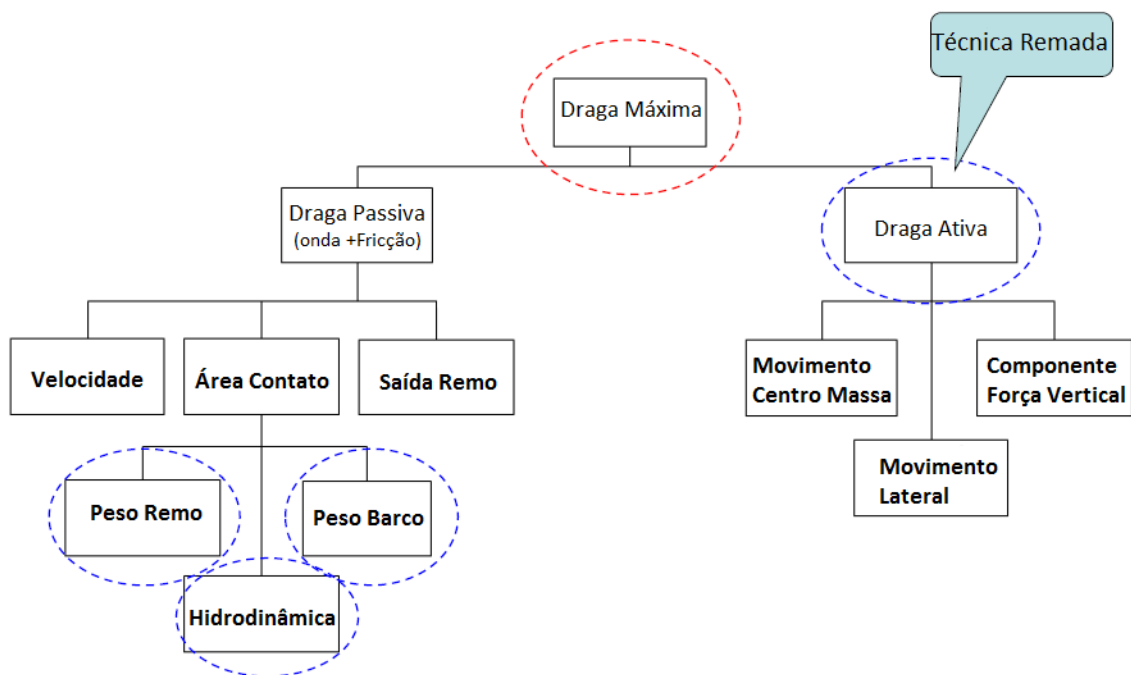 Técnica Remada
Draga Máxima
Draga Passiva
(onda +Fricção)
Draga Ativa
Velocidade
Área Contato
Saída Remo
Movimento
Centro Massa
Componente
Força Vertical
Movimento
Lateral
Peso Remo
Peso Barco
Hidrodinâmica